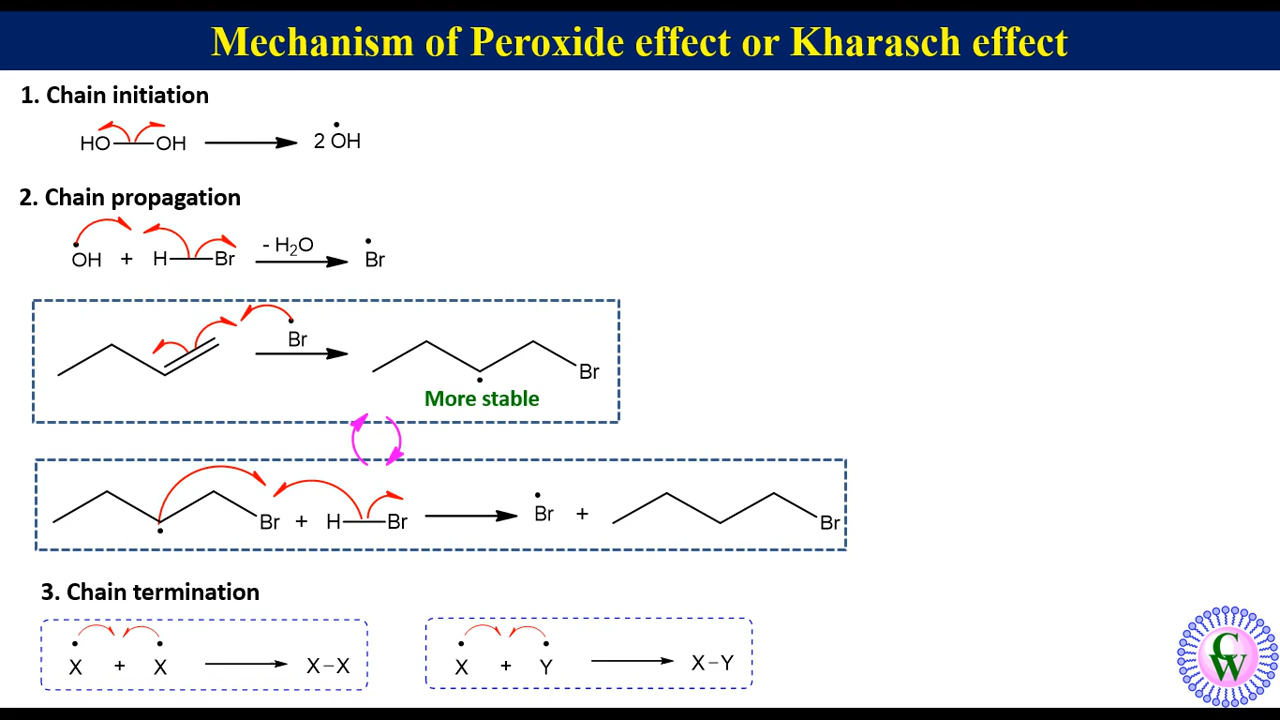 Mechanism of Peroxide effect or Kharasch effect
1. Chain initiation
HO OH 2 OH
2. Chain propagation
OH + H Br - H₂O Br
Br
Br
More stable
Br + H Br Br + Br
3. Chain termination
X + X X–X X + Y X–Y
CW